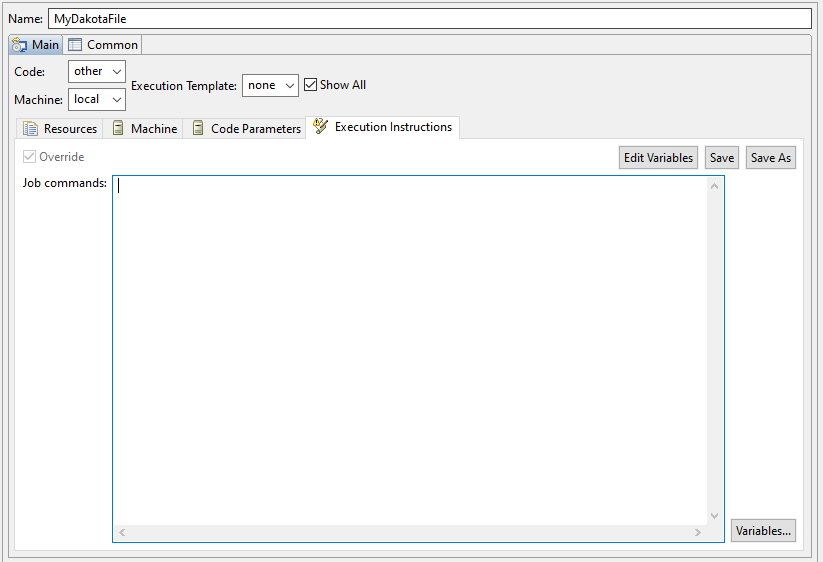 Name: MyDakotaFile
Main Common
Code: other
Execution Template: none Show All
Machine: local
Resources Machine Code Parameters Execution Instructions
Override Edit Variables Save Save As
Job commands:
Variables...